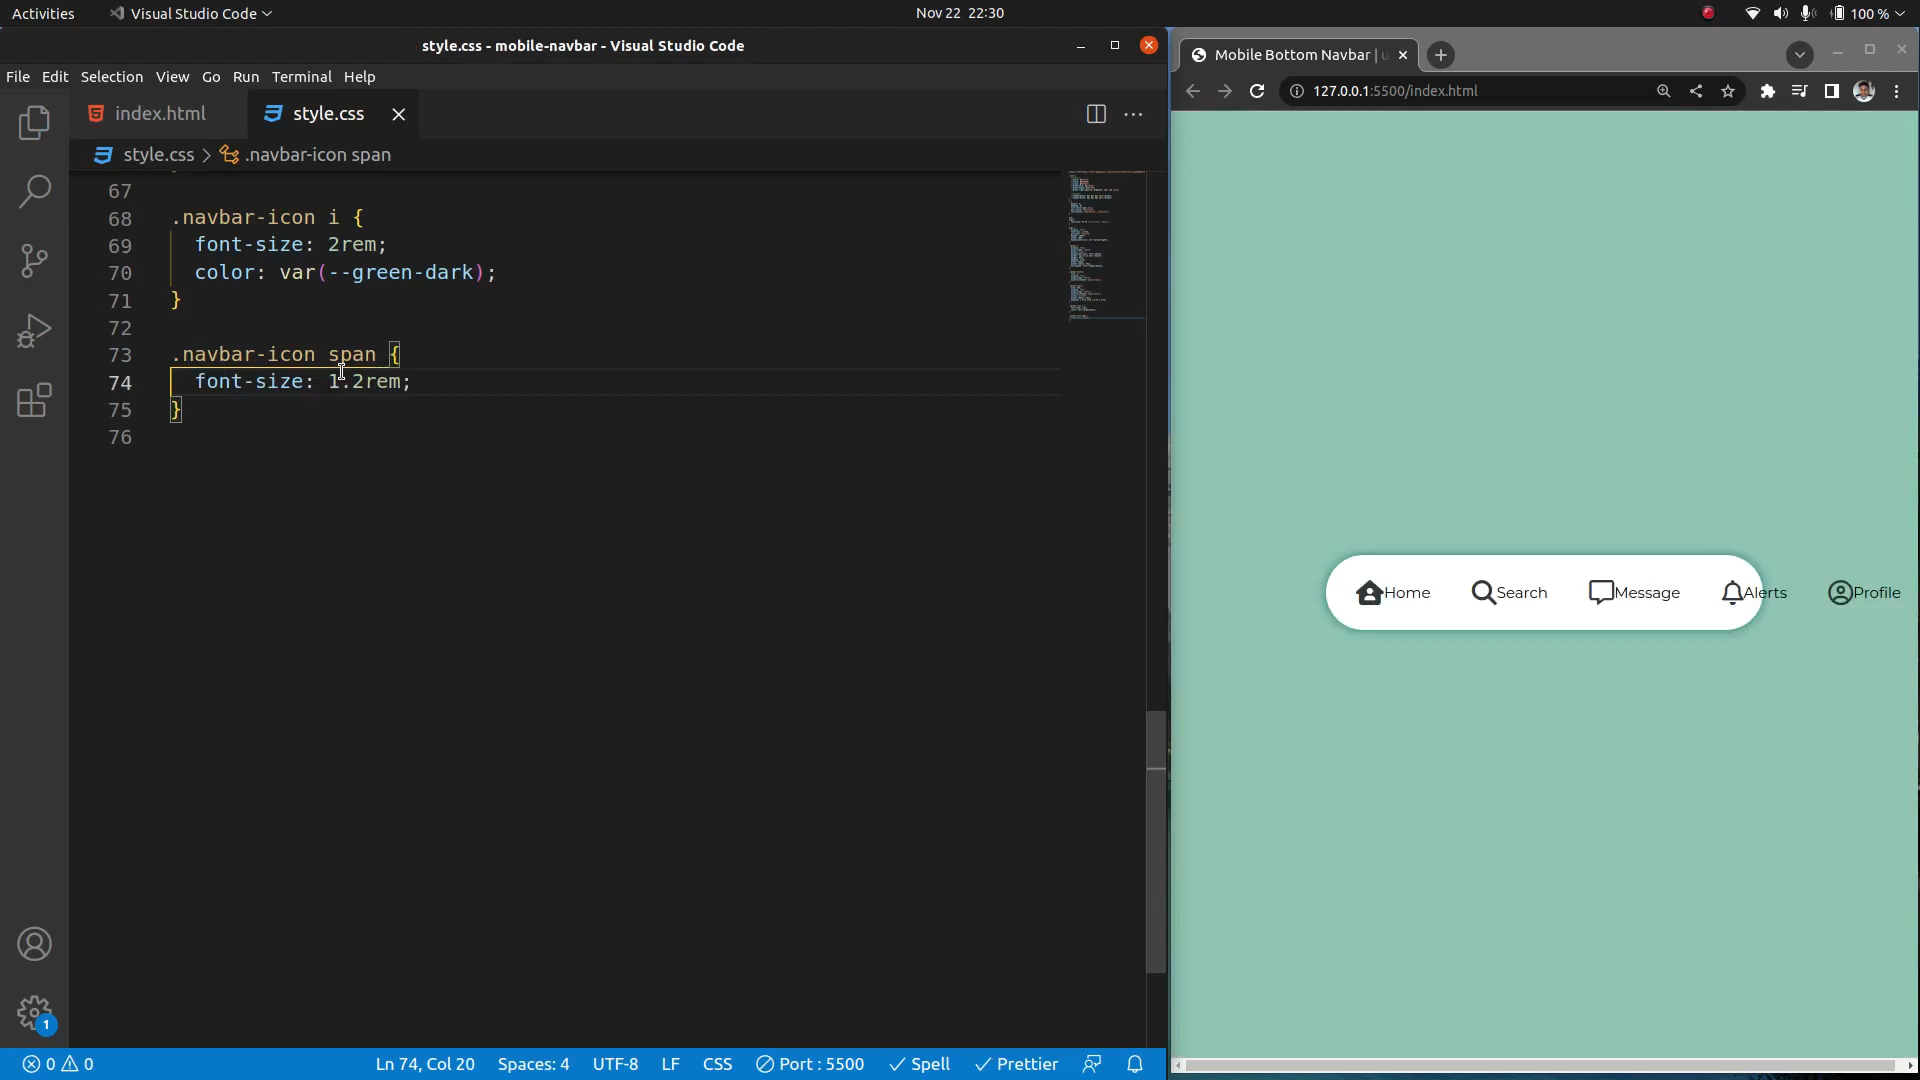 Activities
Visual Studio Code
Nov 22 22:30
100 %
style.css - mobile-navbar - Visual Studio Code
File Edit Selection View Go Run Terminal Help
index.html
style.css
style.css > .navbar-icon span
67
68 .navbar-icon i {
69 font-size: 2rem;
70 color: var(--green-dark);
71 }
72
73 .navbar-icon span {
74 font-size: 1.2rem;
75 }
76
1
0 0
Ln 74, Col 20
Spaces: 4
UTF-8
LF
CSS
Port : 5500
Spell
Prettier
Mobile Bottom Navbar |
127.0.0.1:5500/index.html
Home
Search
Message
Alerts
Profile